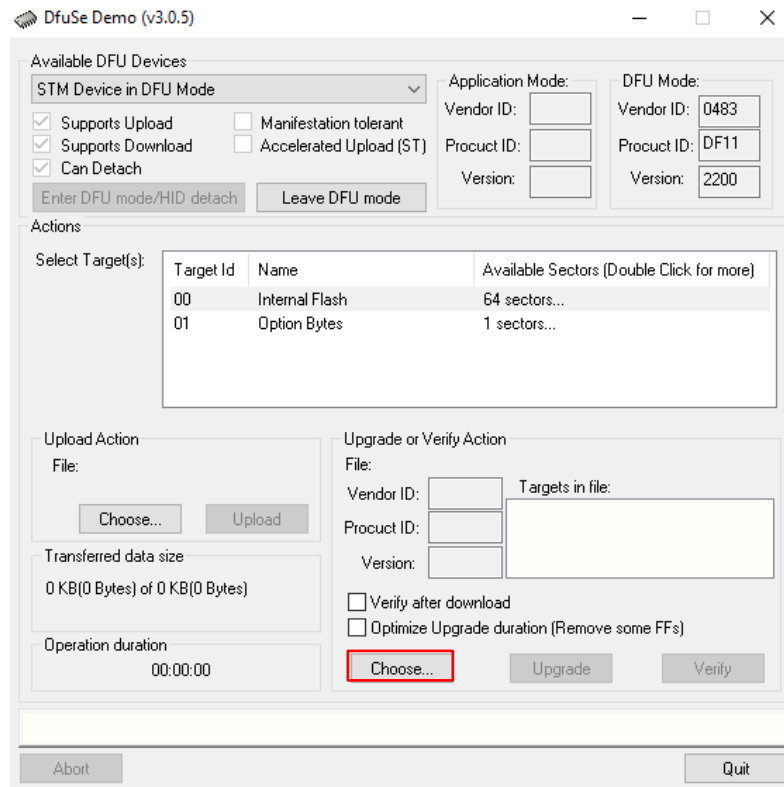 DfuSe Demo (v3.0.5)
Available DFU Devices
STM Device in DFU Mode
Supports Upload
Manifestation tolerant
Supports Download
Accelerated Upload (ST)
Can Detach
Enter DFU mode/HID detach
Leave DFU mode
Application Mode:
Vendor ID:
Procuct ID:
Version:
DFU Mode:
Vendor ID: 0483
Procuct ID: DF11
Version: 2200
Actions
Select Target(s):
Target Id Name Available Sectors (Double Click for more)
00 Internal Flash 64 sectors...
01 Option Bytes 1 sectors...
Upload Action
File:
Choose... Upload
Transferred data size
0 KB(0 Bytes) of 0 KB(0 Bytes)
Operation duration
00:00:00
Upgrade or Verify Action
File:
Vendor ID:
Procuct ID:
Version:
Targets in file:
Verify after download
Optimize Upgrade duration (Remove some FFs)
Choose... Upgrade Verify
Abort Quit